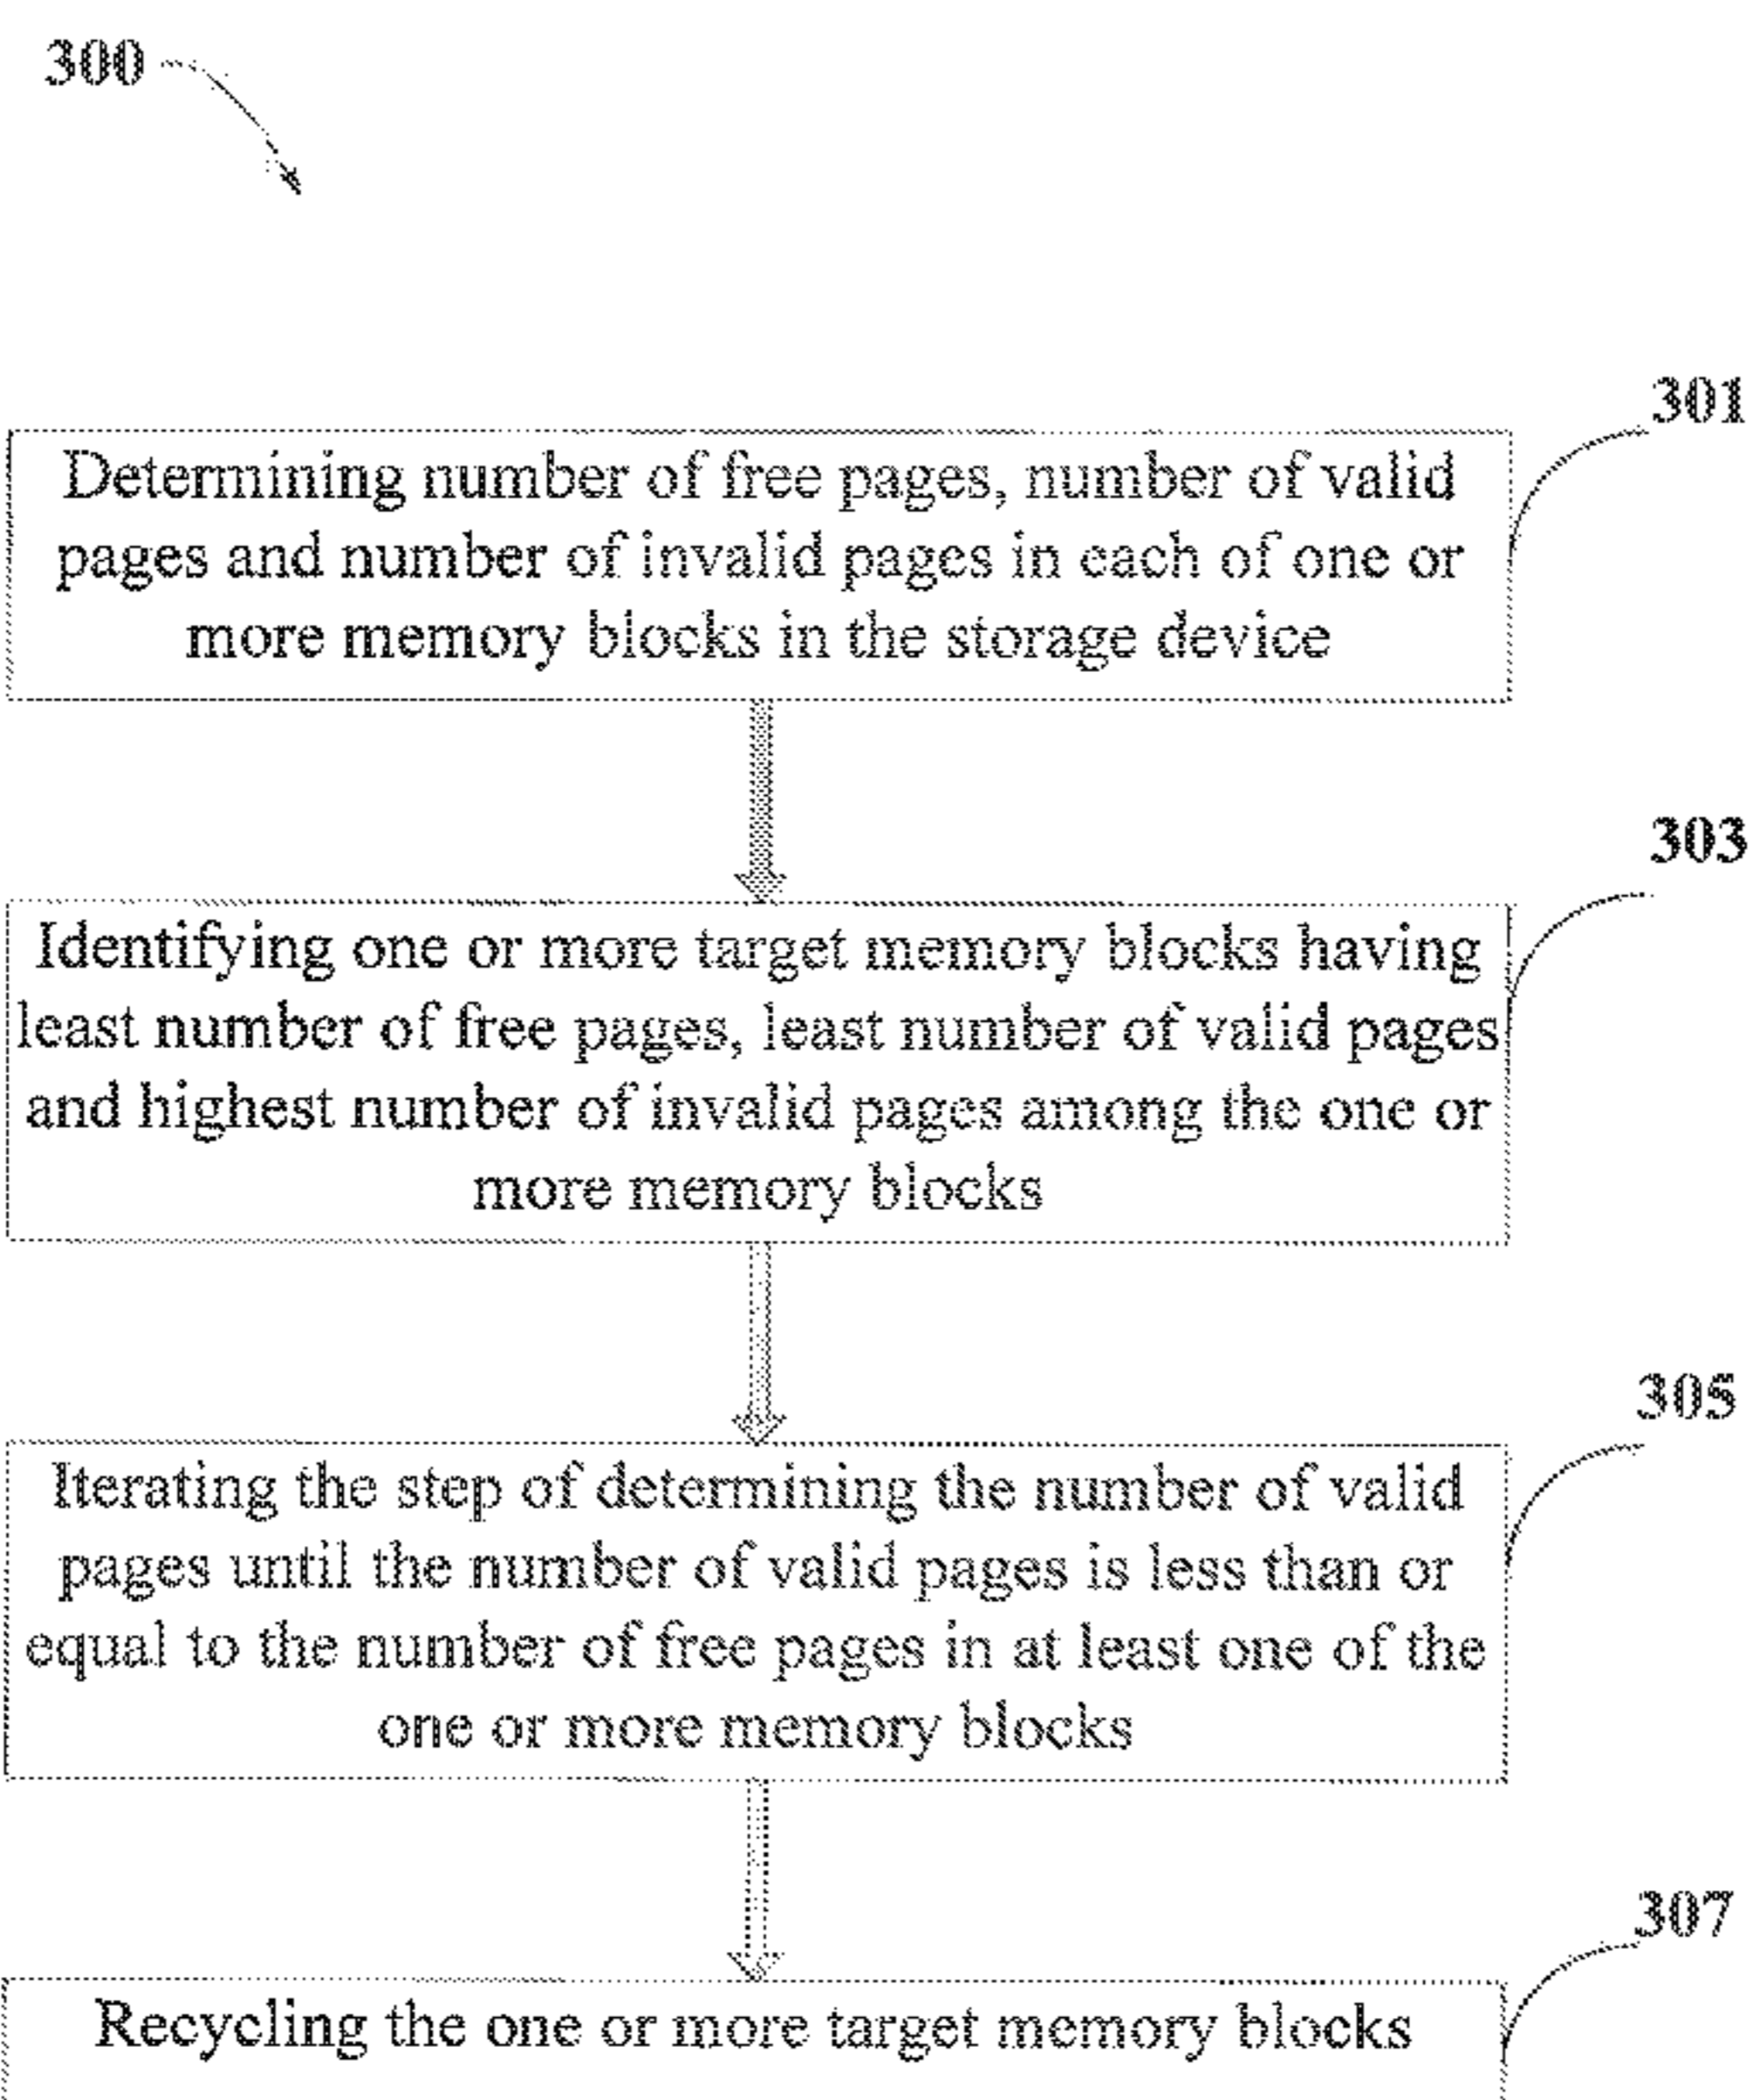 300
301
Determining number of free pages, number of valid
pages and number of invalid pages in each of one or
more memory blocks in the storage device
303
Identifying one or more target memory blocks having
least number of free pages, least number of valid pages
and highest number of invalid pages among the one or
more memory blocks
305
Iterating the step of determining the number of valid
pages until the number of valid pages is less than or
equal to the number of free pages in at least one of the
one or more memory blocks
307
Recycling the one or more target memory blocks